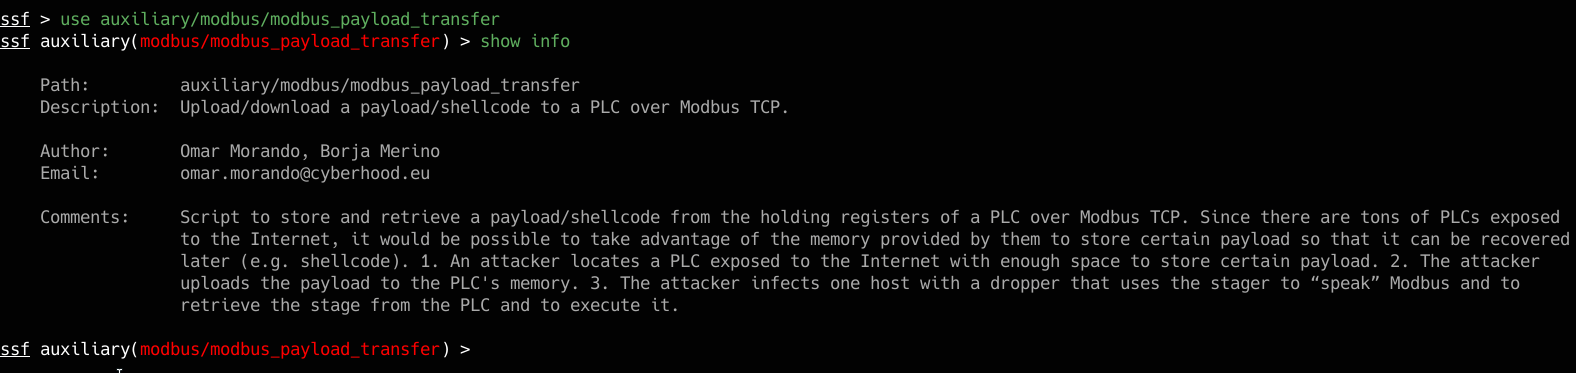 ssf > use auxiliary/modbus/modbus_payload_transfer
ssf auxiliary(modbus/modbus_payload_transfer) > show info
Path: auxiliary/modbus/modbus_payload_transfer
Description: Upload/download a payload/shellcode to a PLC over Modbus TCP.
Author: Omar Morando, Borja Merino
Email: omar.morando@cyberhood.eu
Comments: Script to store and retrieve a payload/shellcode from the holding registers of a PLC over Modbus TCP. Since there are tons of PLCs exposed
to the Internet, it would be possible to take advantage of the memory provided by them to store certain payload so that it can be recovered
later (e.g. shellcode). 1. An attacker locates a PLC exposed to the Internet with enough space to store certain payload. 2. The attacker
uploads the payload to the PLC's memory. 3. The attacker infects one host with a dropper that uses the stager to “speak” Modbus and to
retrieve the stage from the PLC and to execute it.
ssf auxiliary(modbus/modbus_payload_transfer) >